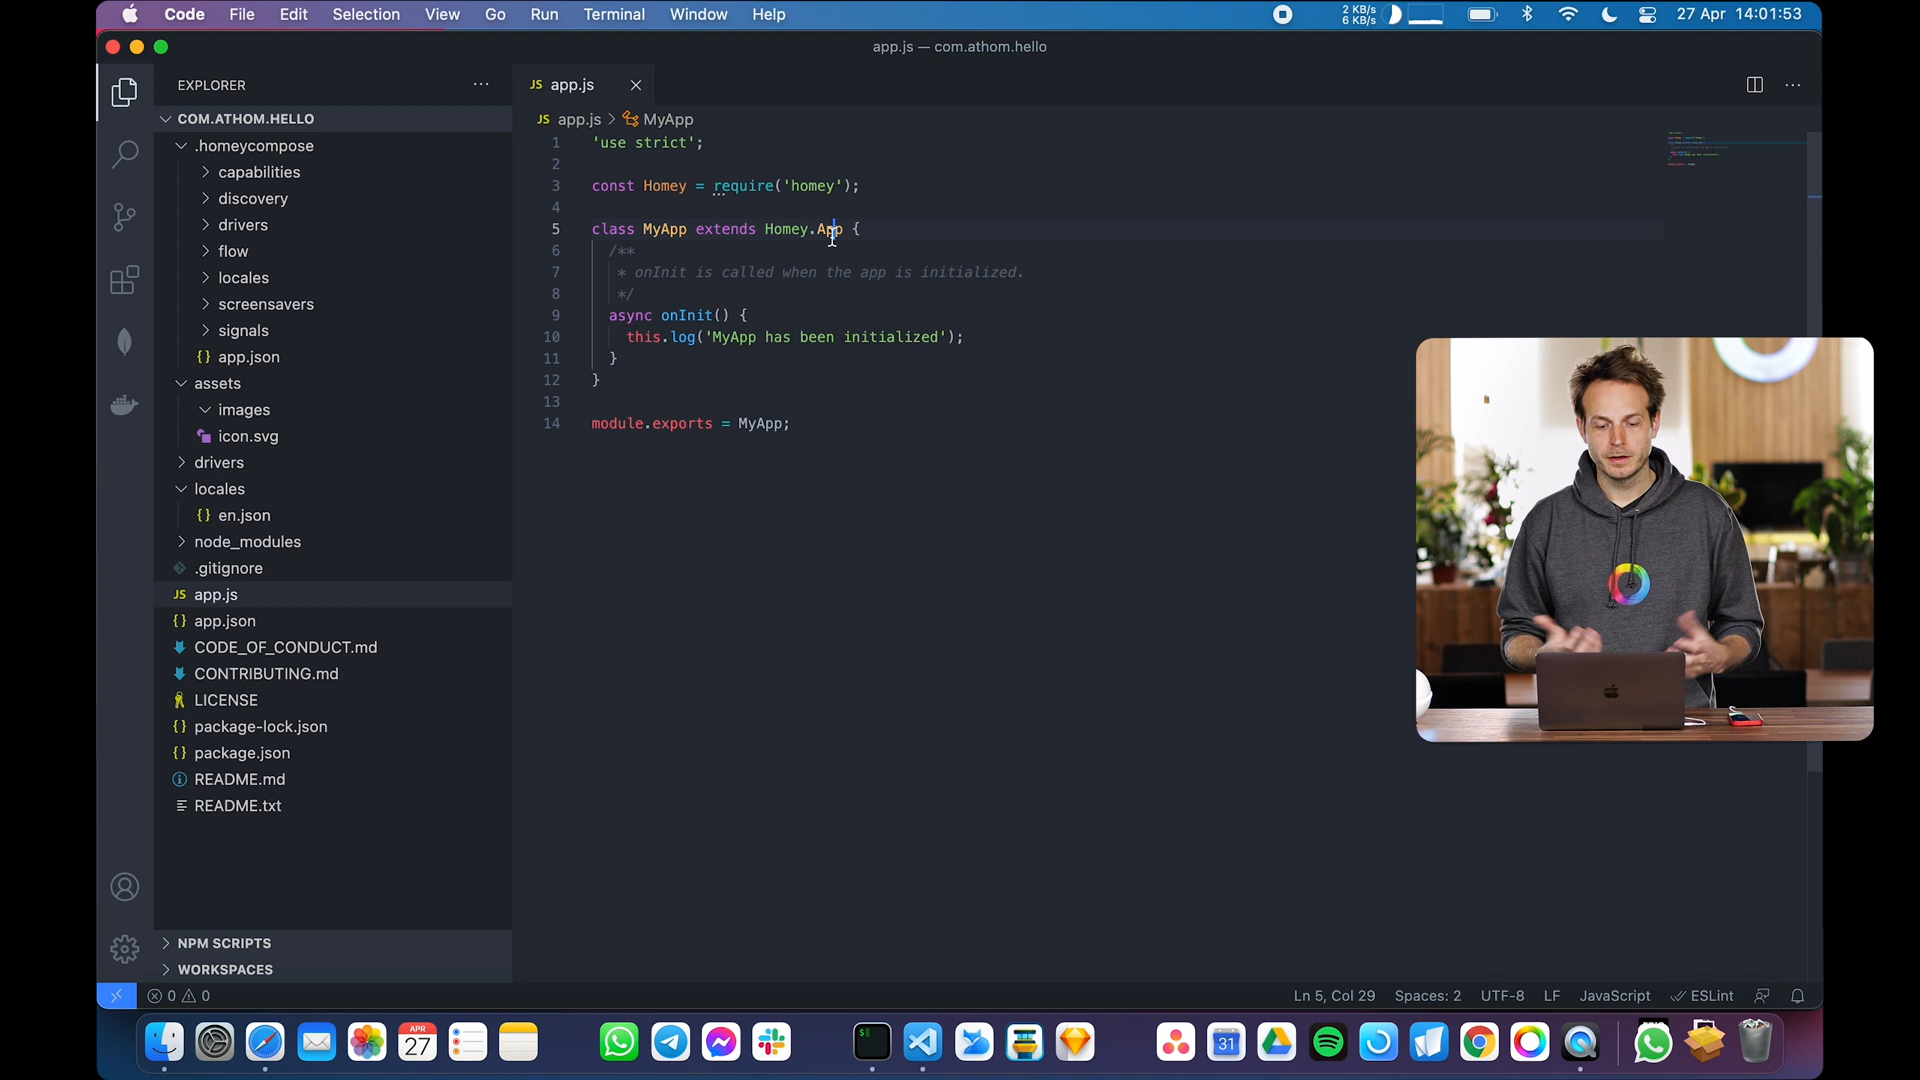 Code File Edit Selection View Go Run Terminal Window Help 2 KB/s 6 KB/s 27 Apr 14:01:53
app.js — com.athom.hello
EXPLORER
COM.ATHOM.HELLO
.homeycompose
capabilities
discovery
drivers
flow
locales
screensavers
signals
{} app.json
assets
images
icon.svg
drivers
locales
{} en.json
node_modules
.gitignore
JS app.js
{} app.json
CODE_OF_CONDUCT.md
CONTRIBUTING.md
LICENSE
{} package-lock.json
{} package.json
README.md
README.txt
NPM SCRIPTS
WORKSPACES
JS app.js
JS app.js > MyApp
1 'use strict';
2
3 const Homey = require('homey');
4
5 class MyApp extends Homey.App {
6 /**
7 * onInit is called when the app is initialized.
8 */
9 async onInit() {
10 this.log('MyApp has been initialized');
11 }
12 }
13
14 module.exports = MyApp;
0 0 Ln 5, Col 29 Spaces: 2 UTF-8 LF JavaScript ESLint
APR
27
$
31